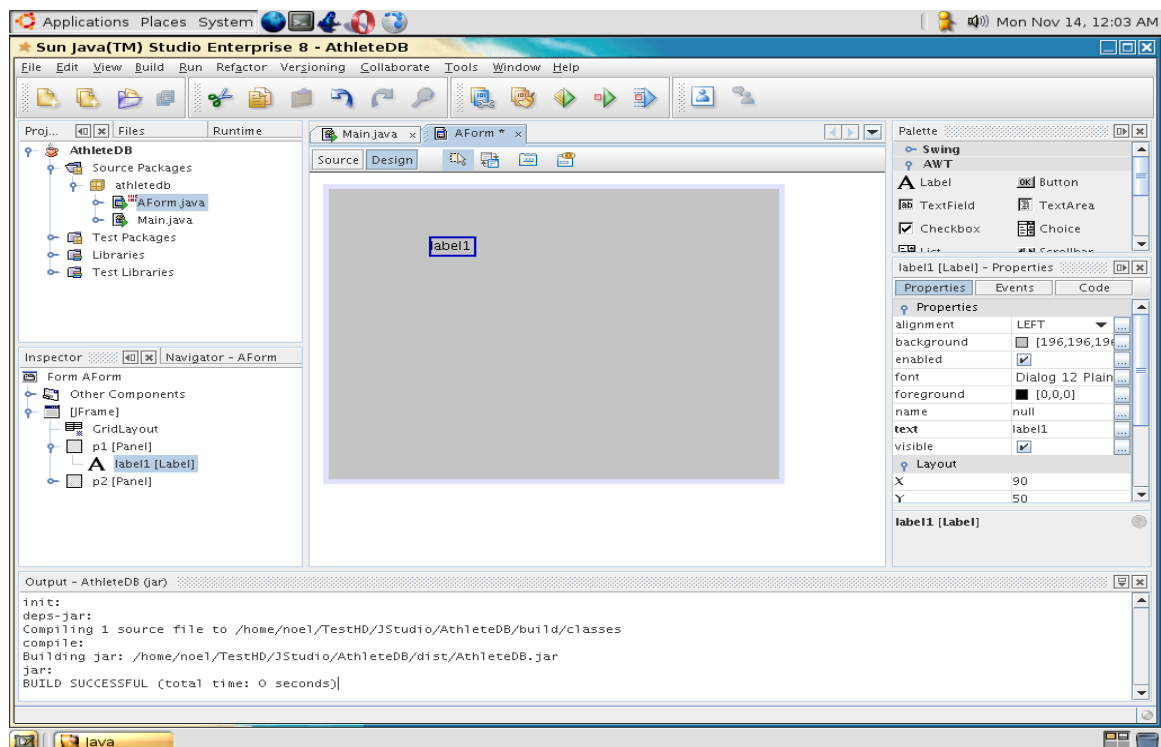 Applications Places System
Mon Nov 14, 12:03 AM
Sun Java(TM) Studio Enterprise 8 - AthleteDB
File Edit View Build Run Refactor Versioning Collaborate Tools Window Help
Proj... Files Runtime
AthleteDB
Source Packages
athletedb
AForm.java
Main.java
Test Packages
Libraries
Test Libraries
Inspector Navigator - AForm
Form AForm
Other Components
[JFrame]
GridLayout
p1 [Panel]
label1 [Label]
p2 [Panel]
Main.java × AForm * ×
Source Design
label1
Palette
Swing
AWT
A Label OK Button
TextField TextArea
Checkbox Choice
List Scrollbar
label1 [Label] - Properties
Properties Events Code
Properties
alignment LEFT ...
background [196,196,196 ...
enabled
font Dialog 12 Plain ...
foreground [0,0,0] ...
name null ...
text label1 ...
visible ...
Layout
X 90
Y 50
label1 [Label]
Output - AthleteDB (jar)
init:
deps-jar:
Compiling 1 source file to /home/noel/TestHD/JStudio/AthleteDB/build/classes
compile:
Building jar: /home/noel/TestHD/JStudio/AthleteDB/dist/AthleteDB.jar
jar:
BUILD SUCCESSFUL (total time: 0 seconds)
Java